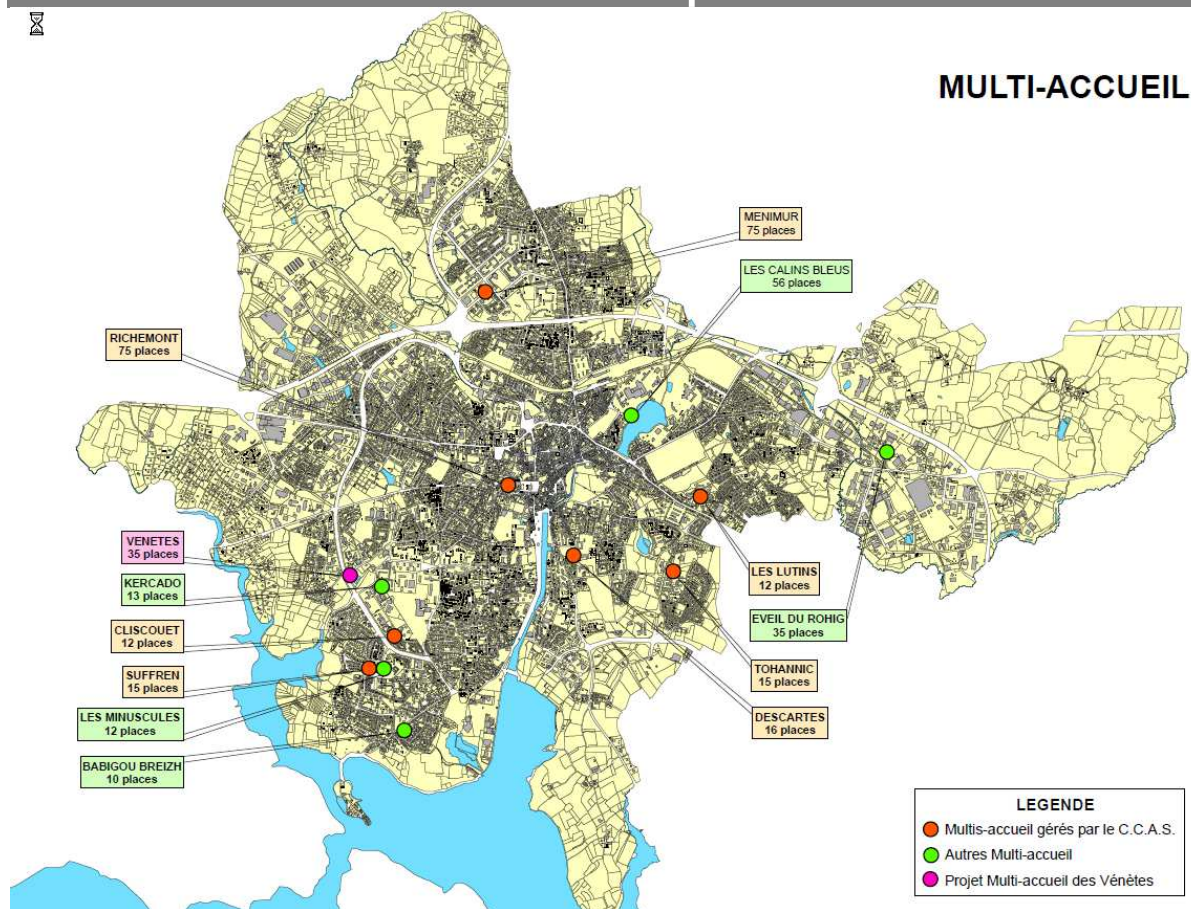 MULTI-ACCUEIL
MENIMUR
75 places
LES CALINS BLEUS
56 places
RICHEMONT
75 places
VENETES
35 places
KERCADO
13 places
CLISCOUET
12 places
SUFFREN
15 places
LES MINUSCULES
12 places
BABIGOU BREIZH
10 places
LES LUTINS
12 places
EVEIL DU ROHIG
35 places
TOHANNIC
15 places
DESCARTES
16 places
LEGENDE
Multis-accueil gérés par le C.C.A.S.
Autres Multi-accueil
Projet Multi-accueil des Vénètes